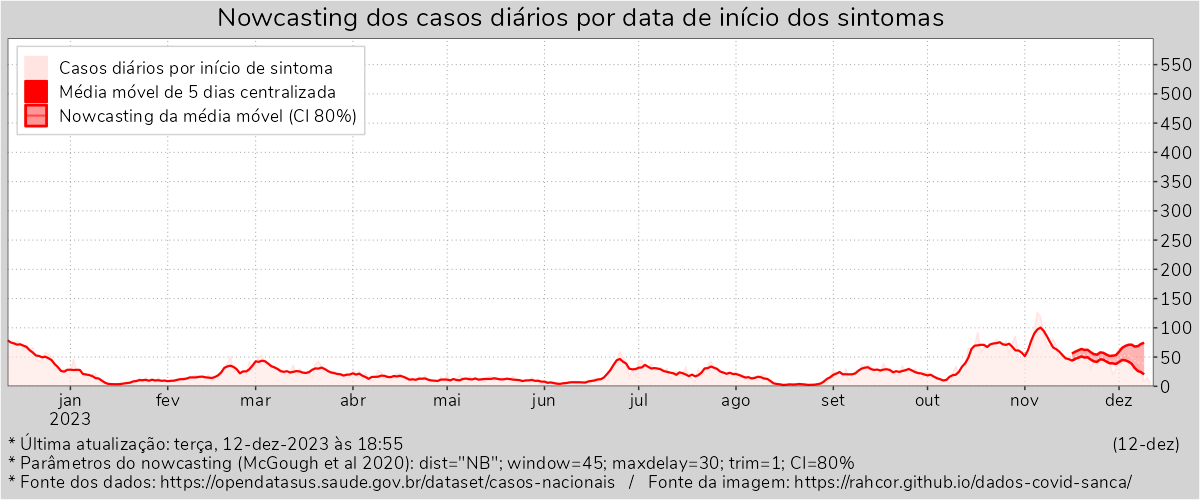 Nowcasting dos casos diários por data de início dos sintomas
Casos diários por início de sintoma
Média móvel de 5 dias centralizada
Nowcasting da média móvel (CI 80%)
550
500
450
400
350
300
250
200
150
100
50
0
jan fev mar abr mai jun jul ago set out nov dez
2023
* Última atualização: terça, 12-dez-2023 às 18:55 (12-dez)
* Parâmetros do nowcasting (McGough et al 2020): dist="NB"; window=45; maxdelay=30; trim=1; CI=80%
* Fonte dos dados: https://opendatasus.saude.gov.br/dataset/casos-nacionais / Fonte da imagem: https://rahcor.github.io/dados-covid-sanca/